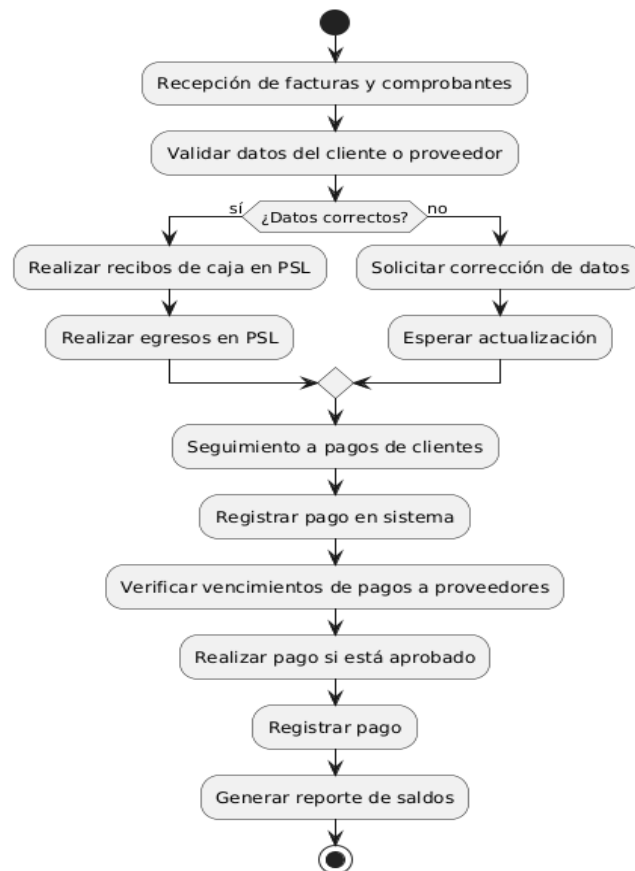 Recepción de facturas y comprobantes
Validar datos del cliente o proveedor
sí
¿Datos correctos?
no
Realizar recibos de caja en PSL
Solicitar corrección de datos
Realizar egresos en PSL
Esperar actualización
Seguimiento a pagos de clientes
Registrar pago en sistema
Verificar vencimientos de pagos a proveedores
Realizar pago si está aprobado
Registrar pago
Generar reporte de saldos